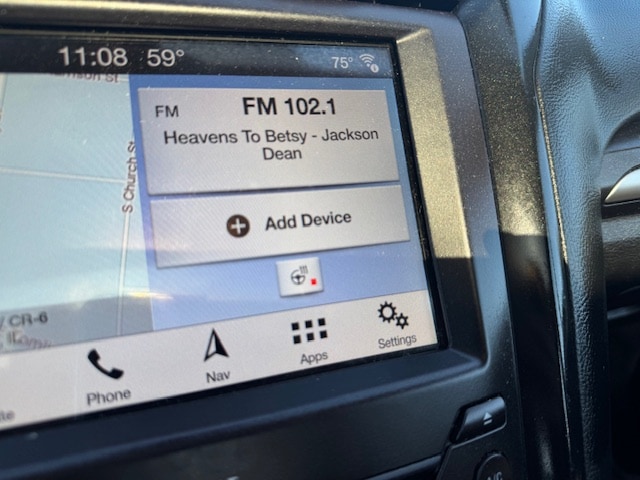 11:08 59° 75°
FM FM 102.1
Heavens To Betsy - Jackson
Dean
S Church St
Add Device
CR-6
Phone
Nav
Apps
Settings